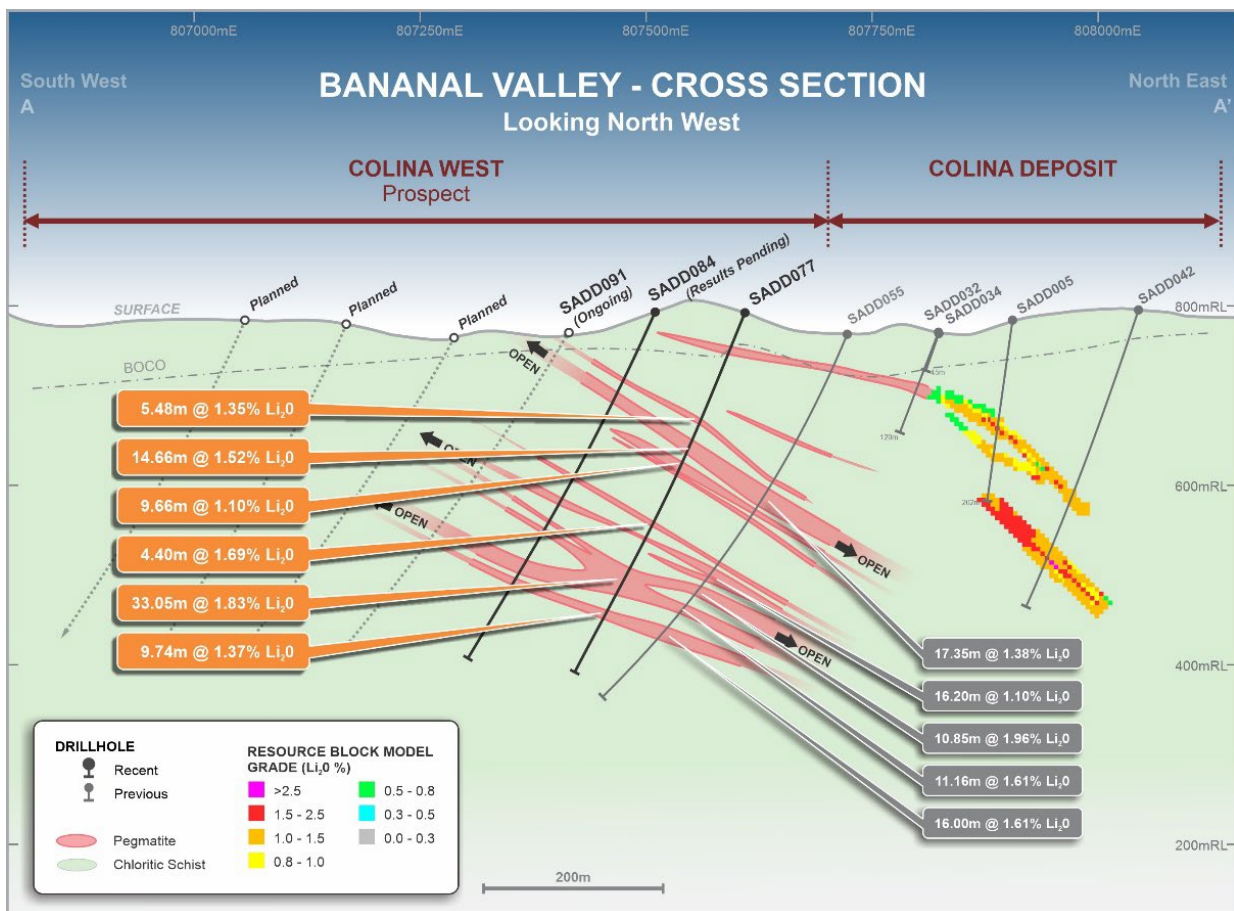 807000mE
807250mE
807500mE
807750mE
808000mE
South West
A
BANANAL VALLEY - CROSS SECTION
Looking North West
North East
A'
COLINA WEST
Prospect
COLINA DEPOSIT
Planned
Planned
Planned
SADD091
(Ongoing)
SADD084
(Results Pending)
SADD077
SADD055
SADD032
SADD034
SADD005
SADD042
SURFACE
BOCO
800mRL
600mRL
400mRL
200mRL
OPEN
OPEN
OPEN
OPEN
OPEN
129m
262m
5.48m @ 1.35% Li₂0
14.66m @ 1.52% Li₂0
9.66m @ 1.10% Li₂0
4.40m @ 1.69% Li₂0
33.05m @ 1.83% Li₂0
9.74m @ 1.37% Li₂0
17.35m @ 1.38% Li₂0
16.20m @ 1.10% Li₂0
10.85m @ 1.96% Li₂0
11.16m @ 1.61% Li₂0
16.00m @ 1.61% Li₂0
DRILLHOLE
Recent
Previous
Pegmatite
Chloritic Schist
RESOURCE BLOCK MODEL
GRADE (Li₂0 %)
>2.5
1.5 - 2.5
1.0 - 1.5
0.8 - 1.0
0.5 - 0.8
0.3 - 0.5
0.0 - 0.3
200m